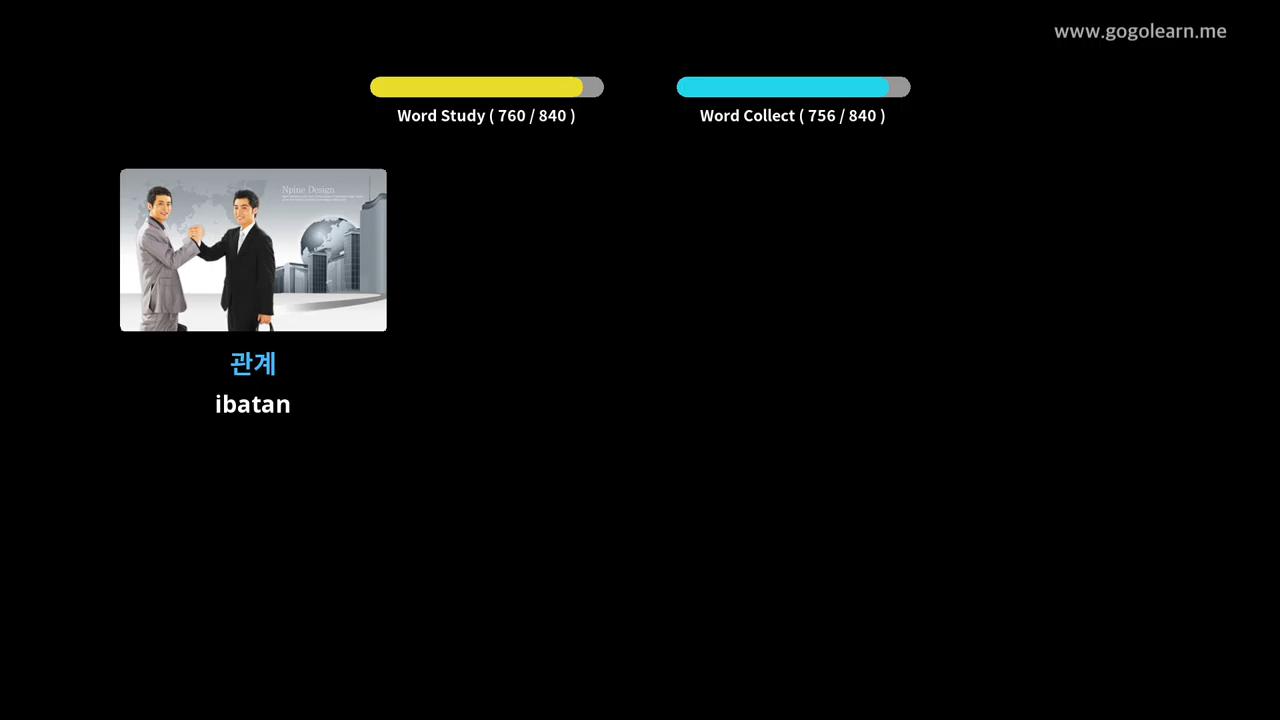 www.gogolearn.me
Word Study ( 760 / 840 )
Word Collect ( 756 / 840 )
Npine Design
관계
ibatan